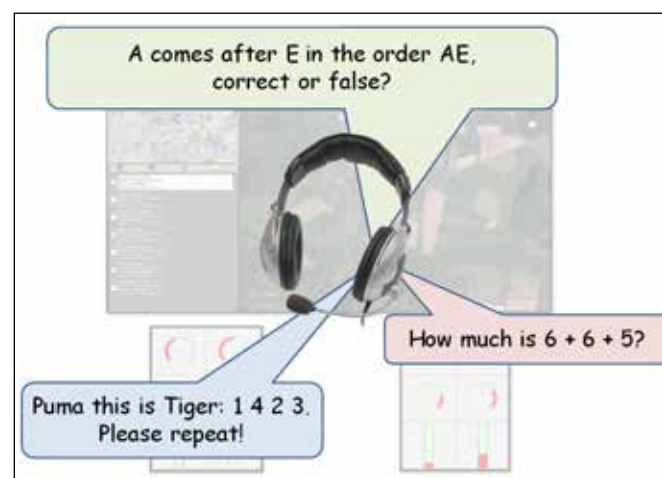 A comes after E in the order AE,
correct or false?
How much is 6 + 6 + 5?
Puma this is Tiger: 1 4 2 3.
Please repeat!